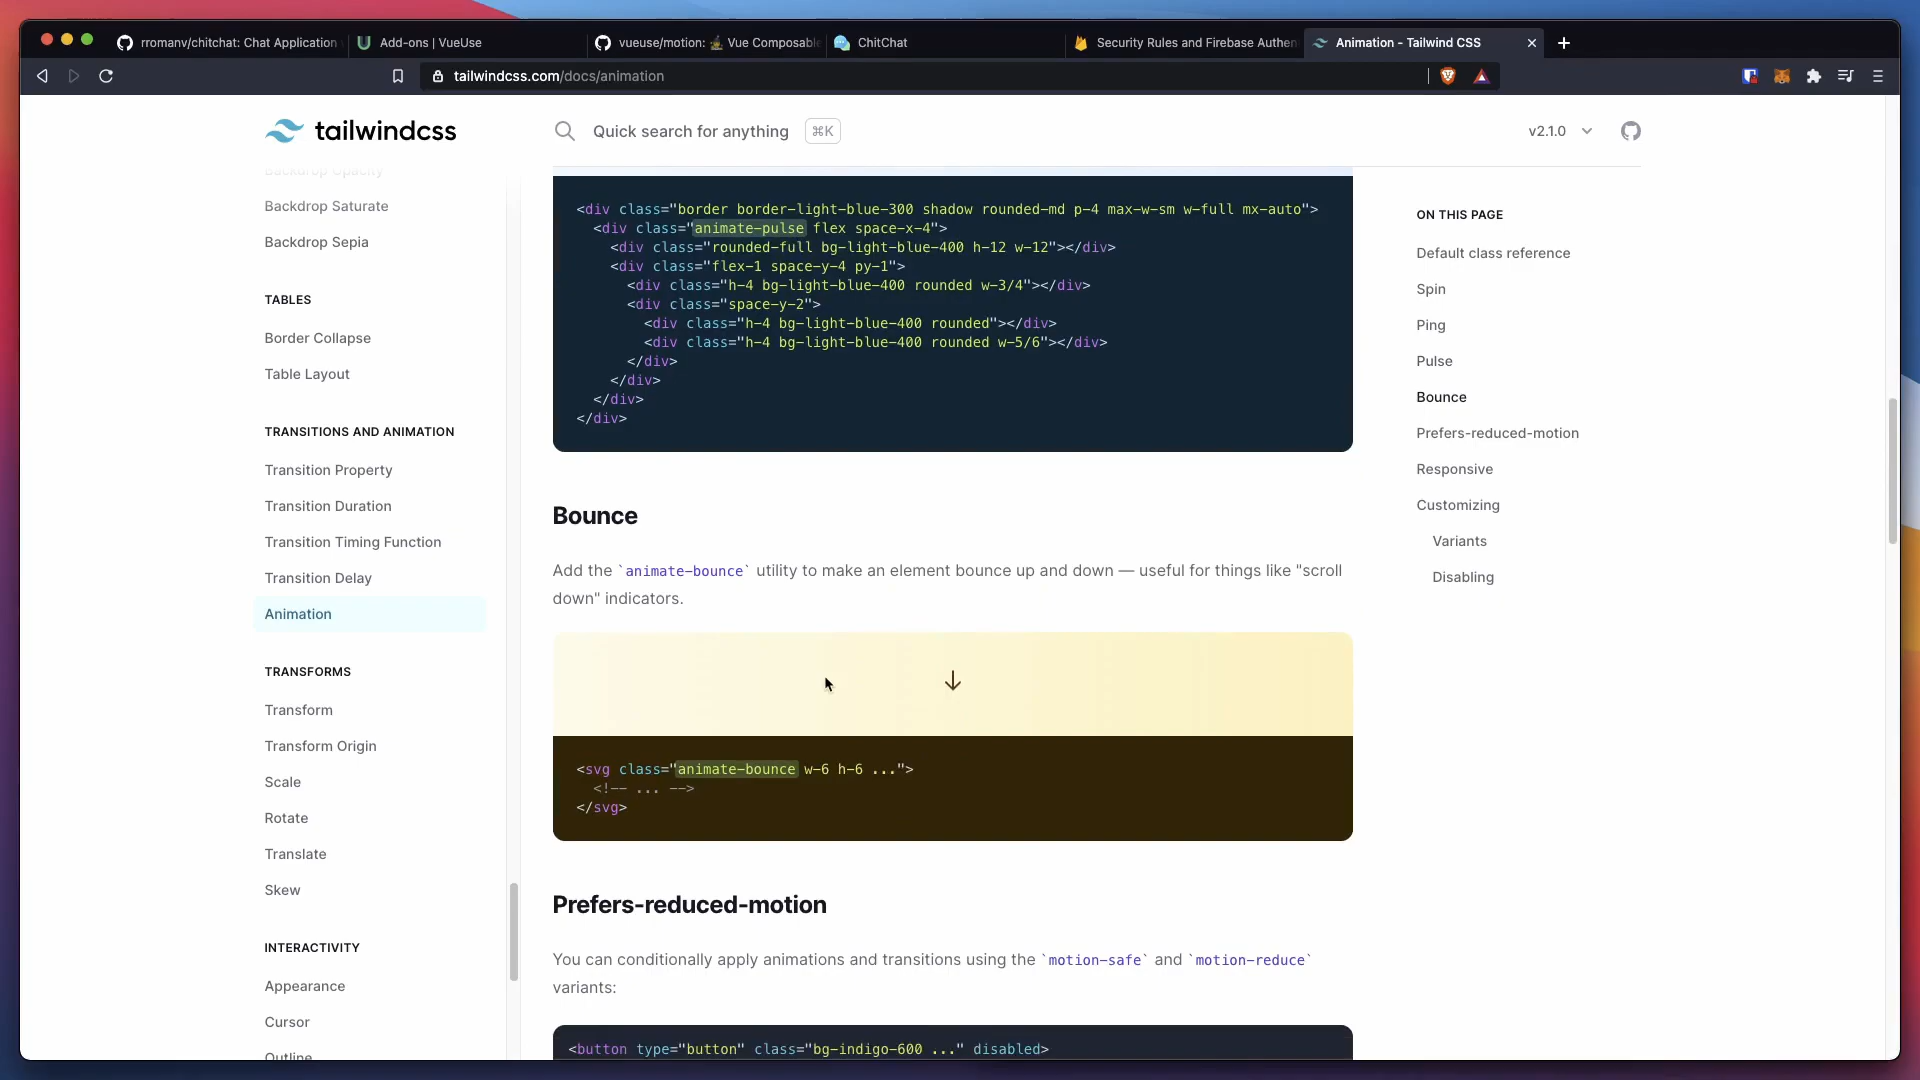 rromanv/chitchat: Chat Application
Add-ons | VueUse
vueuse/motion: 🤹 Vue Composable
ChitChat
Security Rules and Firebase Authen
Animation - Tailwind CSS
tailwindcss.com/docs/animation
tailwindcss
Quick search for anything
⌘K
v2.1.0
Backdrop Opacity
Backdrop Saturate
Backdrop Sepia
TABLES
Border Collapse
Table Layout
TRANSITIONS AND ANIMATION
Transition Property
Transition Duration
Transition Timing Function
Transition Delay
Animation
TRANSFORMS
Transform
Transform Origin
Scale
Rotate
Translate
Skew
INTERACTIVITY
Appearance
Cursor
Outline
<div class="border border-light-blue-300 shadow rounded-md p-4 max-w-sm w-full mx-auto">
<div class="animate-pulse flex space-x-4">
<div class="rounded-full bg-light-blue-400 h-12 w-12"></div>
<div class="flex-1 space-y-4 py-1">
<div class="h-4 bg-light-blue-400 rounded w-3/4"></div>
<div class="space-y-2">
<div class="h-4 bg-light-blue-400 rounded"></div>
<div class="h-4 bg-light-blue-400 rounded w-5/6"></div>
</div>
</div>
</div>
</div>
Bounce
Add the `animate-bounce` utility to make an element bounce up and down — useful for things like "scroll
down" indicators.
<svg class="animate-bounce w-6 h-6 ...">
<!-- ... -->
</svg>
Prefers-reduced-motion
You can conditionally apply animations and transitions using the `motion-safe` and `motion-reduce`
variants:
<button type="button" class="bg-indigo-600 ..." disabled>
ON THIS PAGE
Default class reference
Spin
Ping
Pulse
Bounce
Prefers-reduced-motion
Responsive
Customizing
Variants
Disabling